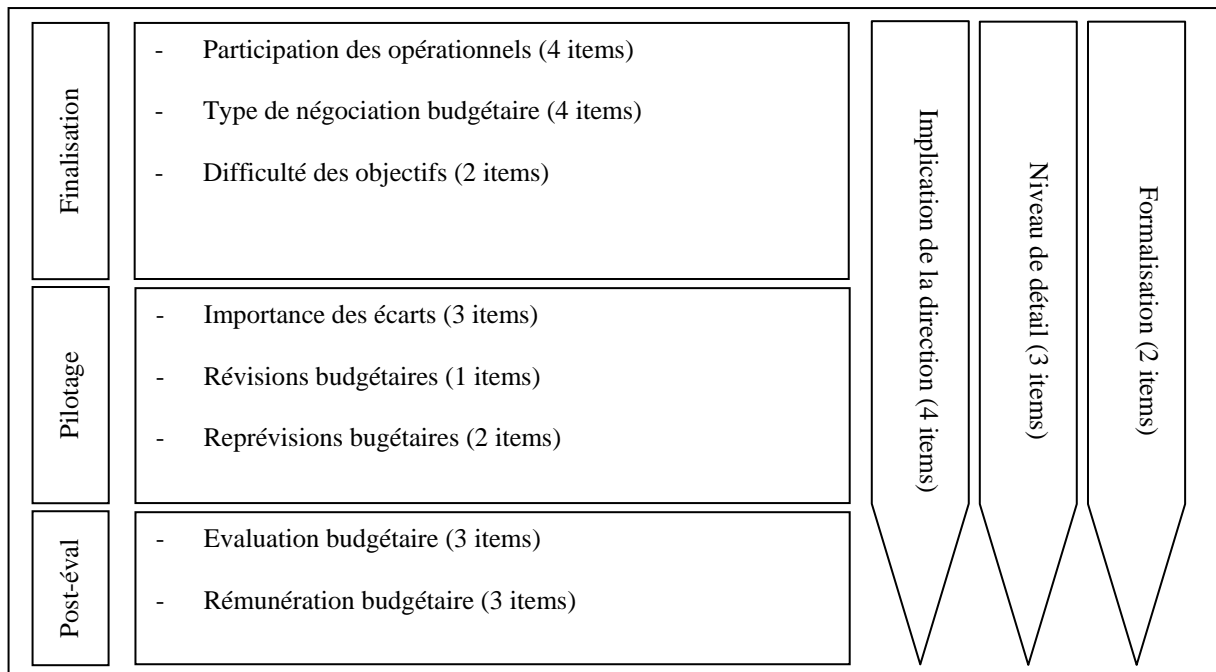 Finalisation
- Participation des opérationnels (4 items)
- Type de négociation budgétaire (4 items)
- Difficulté des objectifs (2 items)
Pilotage
- Importance des écarts (3 items)
- Révisions budgétaires (1 items)
- Reprévisions bugétaires (2 items)
Post-éval
- Evaluation budgétaire (3 items)
- Rémunération budgétaire (3 items)
Implication de la direction (4 items)
Niveau de détail (3 items)
Formalisation (2 items)